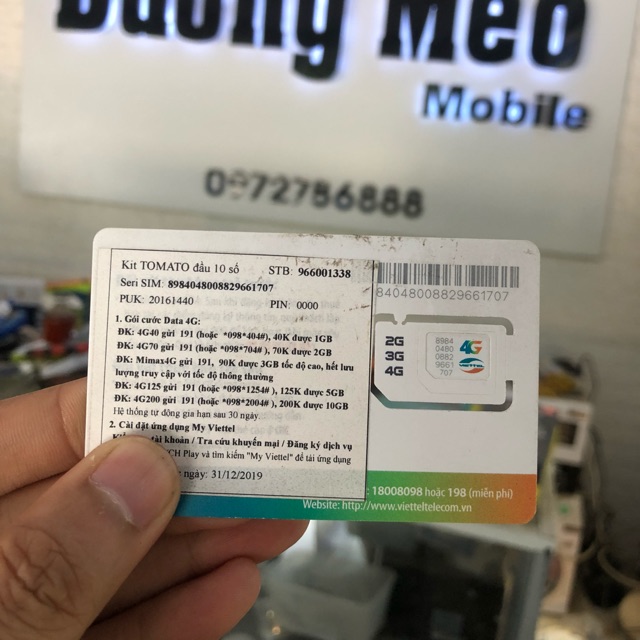 Dương Mèo
Mobile
0972786888
Kit TOMATO đầu 10 số STB: 966001338
Seri SIM: 8984048008829661707
PUK: 20161440 PIN: 0000
1. Gói cước Data 4G:
ĐK: 4G40 gửi 191 (hoặc *098*404#), 40K được 1GB
ĐK: 4G70 gửi 191 (hoặc *098*704# ), 70K được 2GB
ĐK: Mimax4G gửi 191, 90K được 3GB tốc độ cao, hết lưu
lượng truy cập với tốc độ thông thường
ĐK: 4G125 gửi 191 (hoặc *098*1254# ), 125K được 5GB
ĐK: 4G200 gửi 191 (hoặc *098*2004# ), 200K được 10GB
Hệ thống tự động gia hạn sau 30 ngày.
2. Cài đặt ứng dụng My Viettel
tài khoản / Tra cứu khuyến mại / Đăng ký dịch vụ
CH Play và tìm kiếm "My Viettel" để tải ứng dụng
ngày: 31/12/2019
84048008829661707
2G
3G
4G
8984
0480
0882
9661
707
4G
viettel
18008098 hoặc 198 (miễn phí)
Website: http://www.vietteltelecom.vn